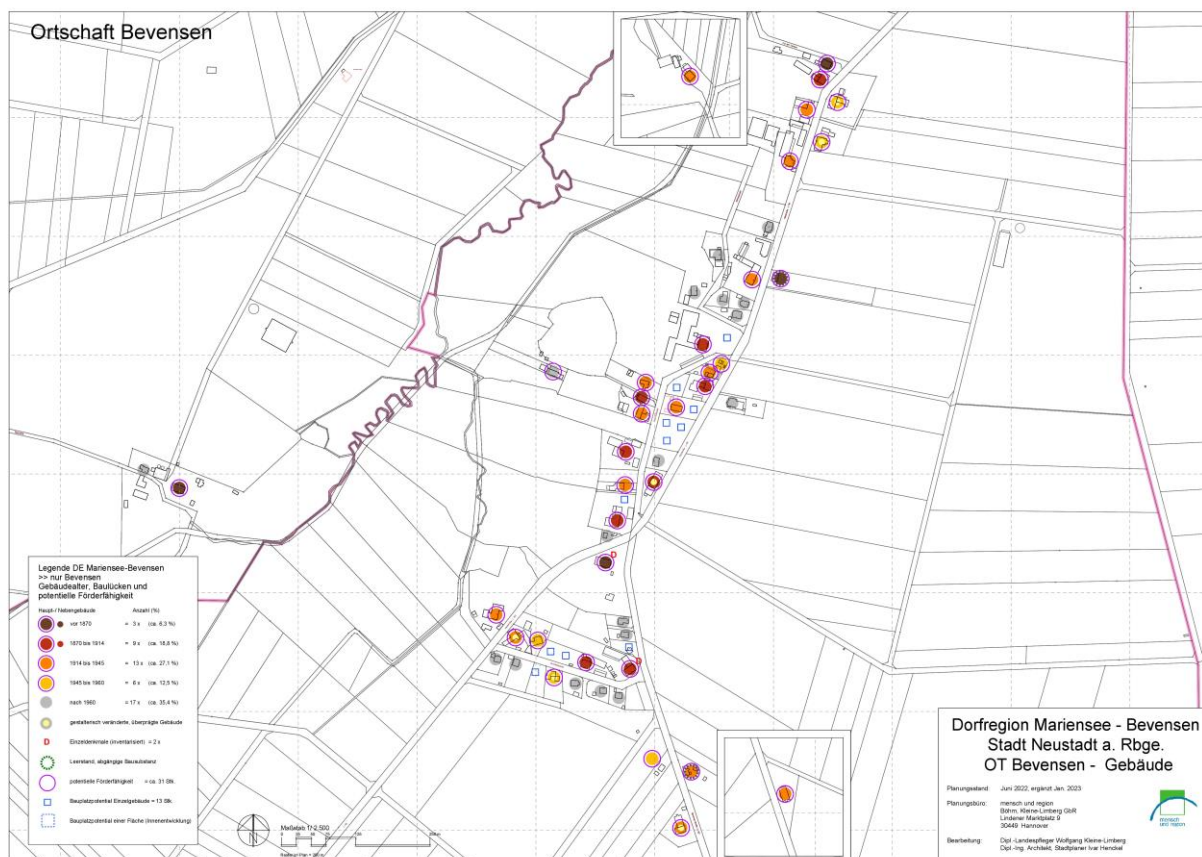 Ortschaft Bevensen
D
D
Legende DE Mariensee-Bevensen
>> nur Bevensen
Gebäudealter, Baulücken und
potentielle Förderfähigkeit
Haupt-/ Nebengebäude Anzahl (%)
vor 1870 = 3 x (ca. 6,3 %)
1870 bis 1914 = 9 x (ca. 18,8 %)
1914 bis 1945 = 13 x (ca. 27,1 %)
1945 bis 1960 = 6 x (ca. 12,5 %)
nach 1960 = 17 x (ca. 35,4 %)
gestalterisch veränderte, überprägte Gebäude
D Einzeldenkmale (inventarisiert) = 2 x
Leerstand, abgängige Bausubstanz
potentielle Förderfähigkeit = ca. 31 Stk.
Bauplatzpotential Einzelgebäude = 13 Stk.
Bauplatzpotential einer Fläche (Innenentwicklung)
N
Maßstab 1: 2.500
Dorfregion Mariensee - Bevensen
Stadt Neustadt a. Rbge.
OT Bevensen - Gebäude
Planungsstand: Juni 2022, ergänzt Jan. 2023
Planungsbüro: mensch und region
Böhm, Kleine-Limberg GbR
Lindener Marktplatz 9
30449 Hannover
mensch
und region
Bearbeitung: Dipl.-Landespfleger Wolfgang Kleine-Limberg
Dipl.-Ing. Architekt, Stadtplaner Ivar Henckel